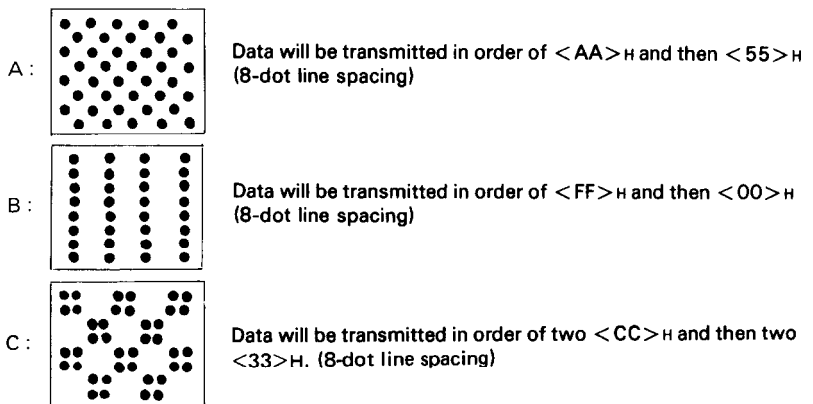 A : Data will be transmitted in order of <AA>H and then <55>H
(8-dot line spacing)
B : Data will be transmitted in order of <FF>H and then <00>H
(8-dot line spacing)
C : Data will be transmitted in order of two <CC>H and then two
<33>H. (8-dot line spacing)